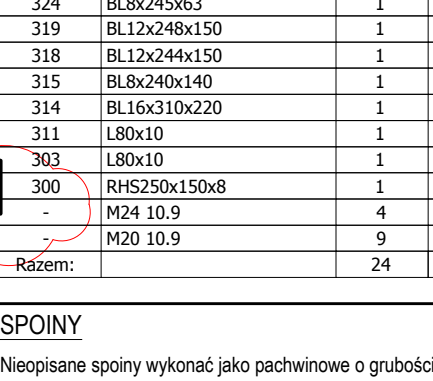 324 BL8x245x63 1
319 BL12x248x150 1
318 BL12x244x150 1
315 BL8x240x140 1
314 BL16x310x220 1
311 L80x10 1
303 L80x10 1
300 RHS250x150x8 1
- M24 10.9 4
- M20 10.9 9
Razem: 24
SPOINY
Nieopisane spoiny wykonać jako pachwinowe o grubości